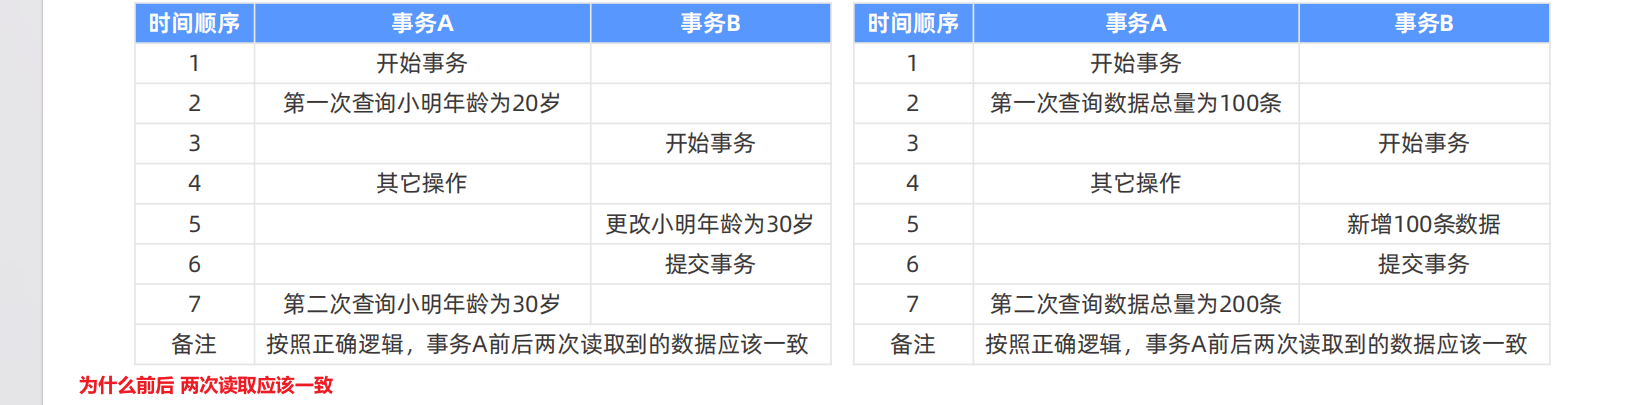 时间顺序 事务A 事务B
1 开始事务
2 第一次查询小明年龄为20岁
3 开始事务
4 其它操作
5 更改小明年龄为30岁
6 提交事务
7 第二次查询小明年龄为30岁
备注 按照正确逻辑，事务A前后两次读取到的数据应该一致
时间顺序 事务A 事务B
1 开始事务
2 第一次查询数据总量为100条
3 开始事务
4 其它操作
5 新增100条数据
6 提交事务
7 第二次查询数据总量为200条
备注 按照正确逻辑，事务A前后两次读取到的数据应该一致
为什么前后 两次读取应该一致